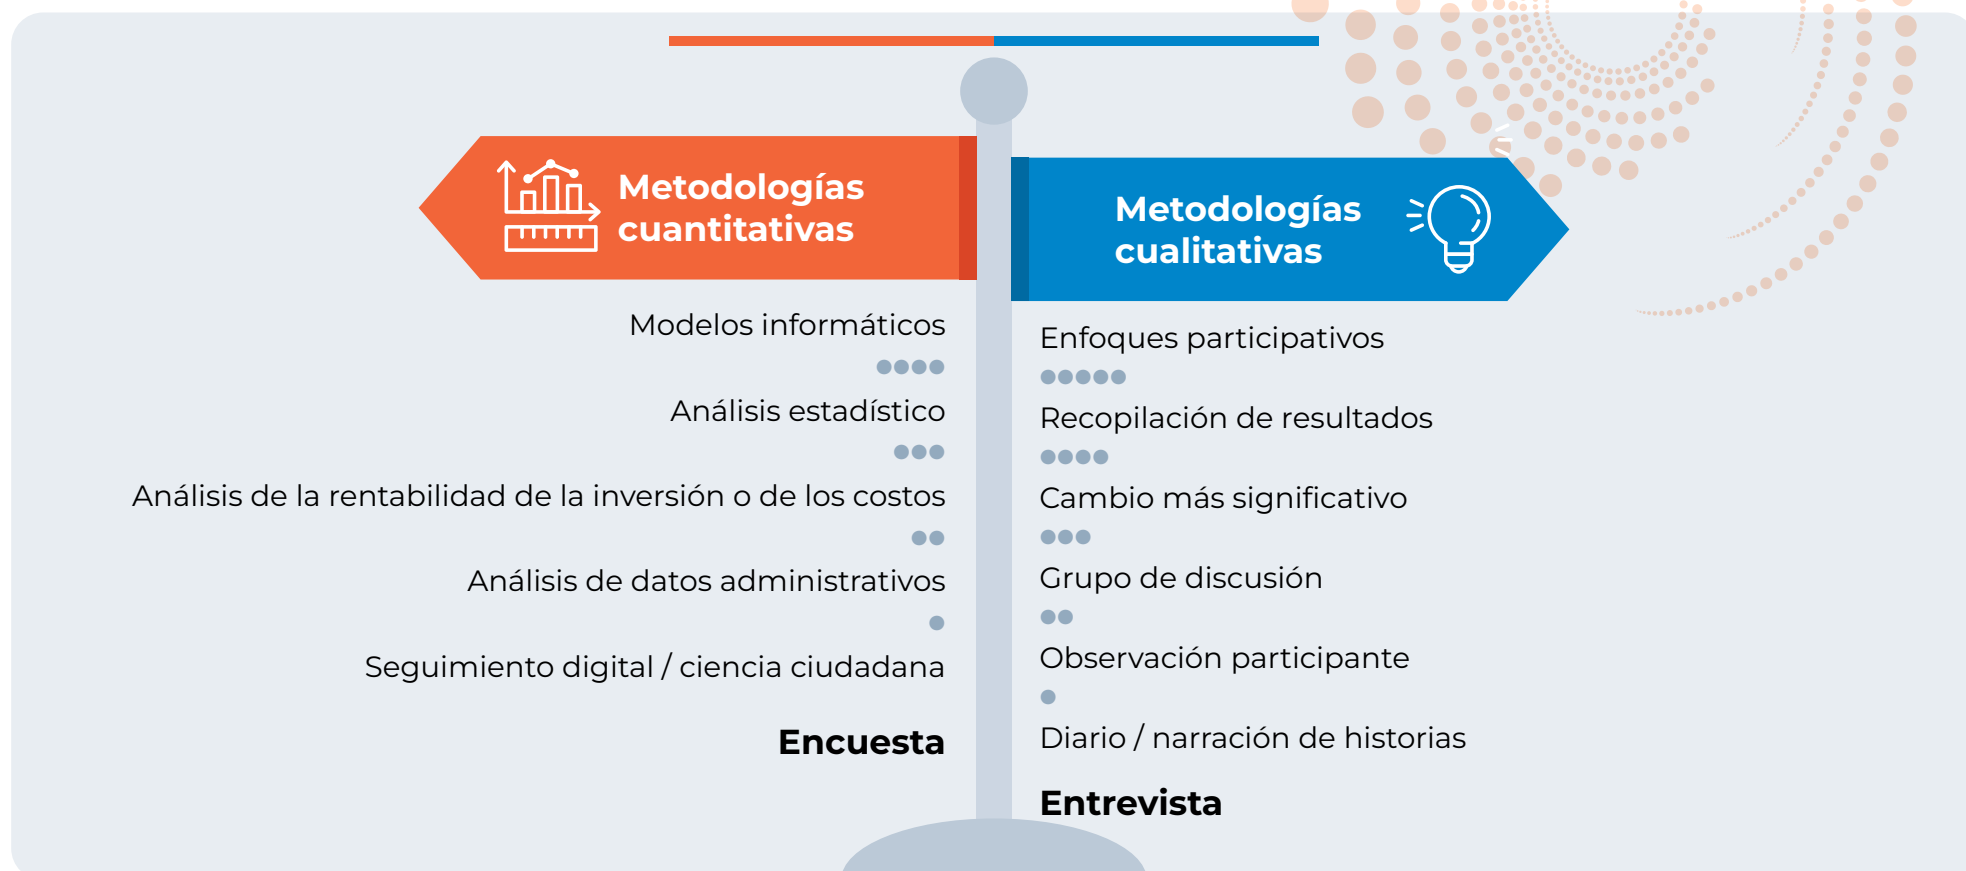 Metodologías
cuantitativas
Modelos informáticos
Análisis estadístico
Análisis de la rentabilidad de la inversión o de los costos
Análisis de datos administrativos
Seguimiento digital / ciencia ciudadana
Encuesta
Metodologías
cualitativas
Enfoques participativos
Recopilación de resultados
Cambio más significativo
Grupo de discusión
Observación participante
Diario / narración de historias
Entrevista